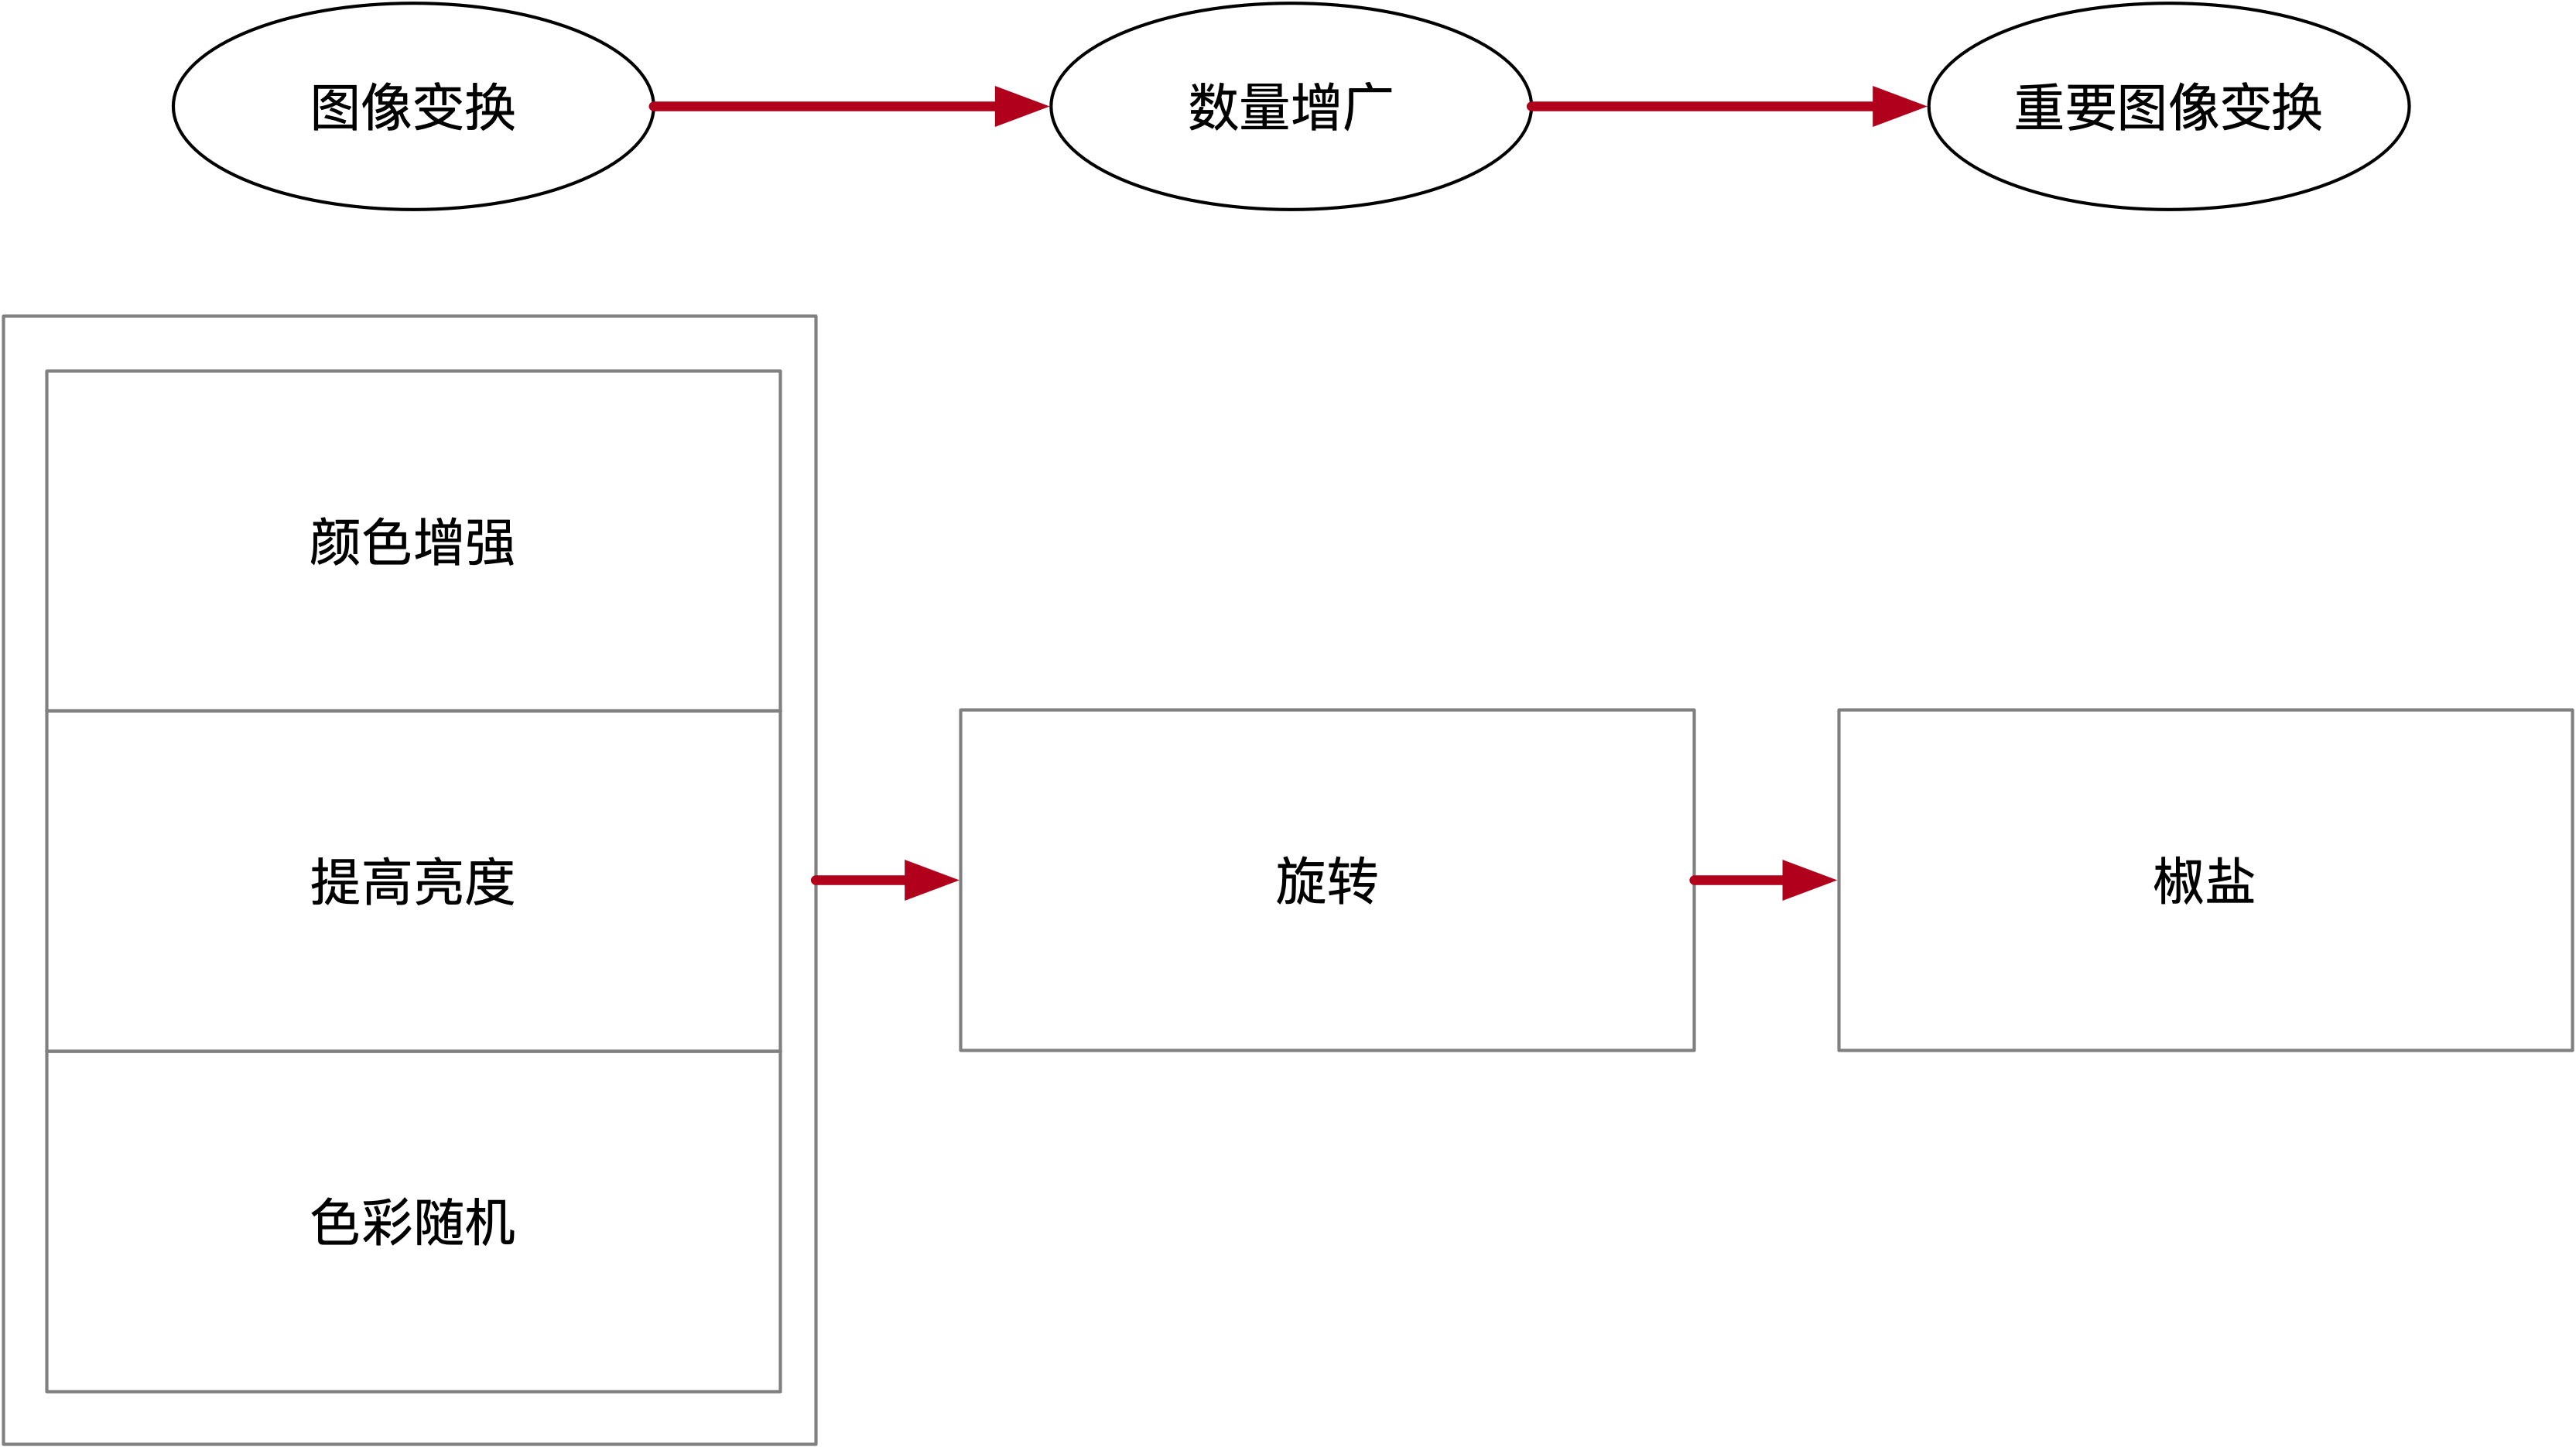 图像变换
数量增广
重要图像变换
颜色增强
提高亮度
旋转
椒盐
色彩随机